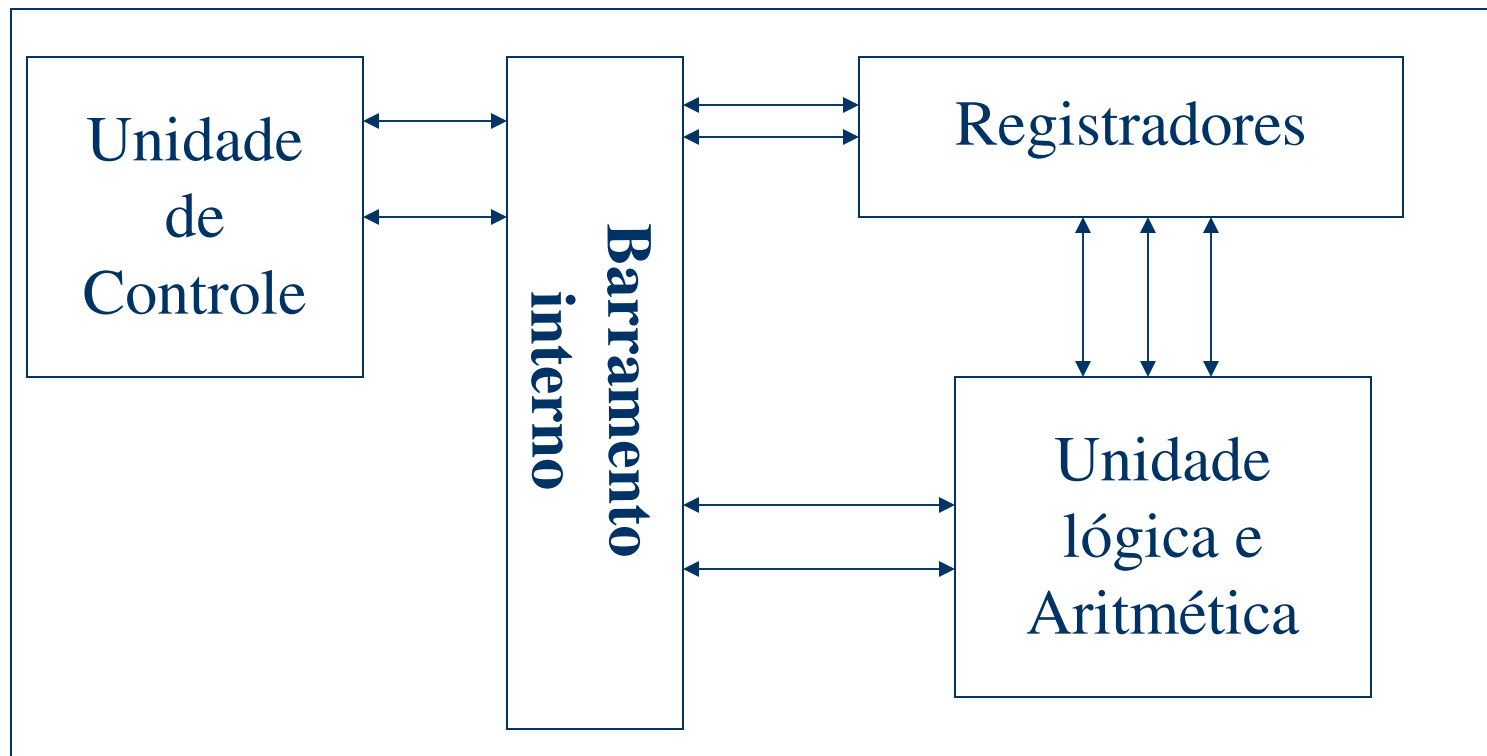 Unidade
de
Controle
Barramento
interno
Registradores
Unidade
lógica e
Aritmética